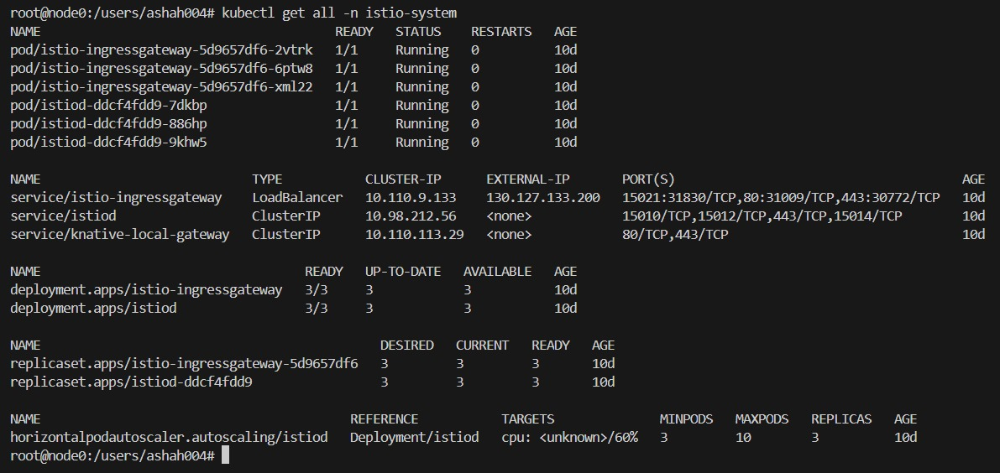 root@node0:/users/ashah004# kubectl get all -n istio-system
NAME                                        READY   STATUS    RESTARTS   AGE
pod/istio-ingressgateway-5d9657df6-2vtrk   1/1     Running   0          10d
pod/istio-ingressgateway-5d9657df6-6ptw8   1/1     Running   0          10d
pod/istio-ingressgateway-5d9657df6-xml22   1/1     Running   0          10d
pod/istiod-ddcf4fdd9-7dkbp                 1/1     Running   0          10d
pod/istiod-ddcf4fdd9-886hp                 1/1     Running   0          10d
pod/istiod-ddcf4fdd9-9khw5                 1/1     Running   0          10d
NAME                            TYPE           CLUSTER-IP      EXTERNAL-IP       PORT(S)                                      AGE
service/istio-ingressgateway    LoadBalancer   10.110.9.133    130.127.133.200   15021:31830/TCP,80:31009/TCP,443:30772/TCP   10d
service/istiod                  ClusterIP      10.98.212.56    <none>            15010/TCP,15012/TCP,443/TCP,15014/TCP        10d
service/knative-local-gateway   ClusterIP      10.110.113.29   <none>            80/TCP,443/TCP                               10d
NAME                                   READY   UP-TO-DATE   AVAILABLE   AGE
deployment.apps/istio-ingressgateway   3/3     3            3           10d
deployment.apps/istiod                 3/3     3            3           10d
NAME                                             DESIRED   CURRENT   READY   AGE
replicaset.apps/istio-ingressgateway-5d9657df6   3         3         3       10d
replicaset.apps/istiod-ddcf4fdd9                 3         3         3       10d
NAME                                         REFERENCE           TARGETS              MINPODS   MAXPODS   REPLICAS   AGE
horizontalpodautoscaler.autoscaling/istiod   Deployment/istiod   cpu: <unknown>/60%   3         10        3          10d
root@node0:/users/ashah004#